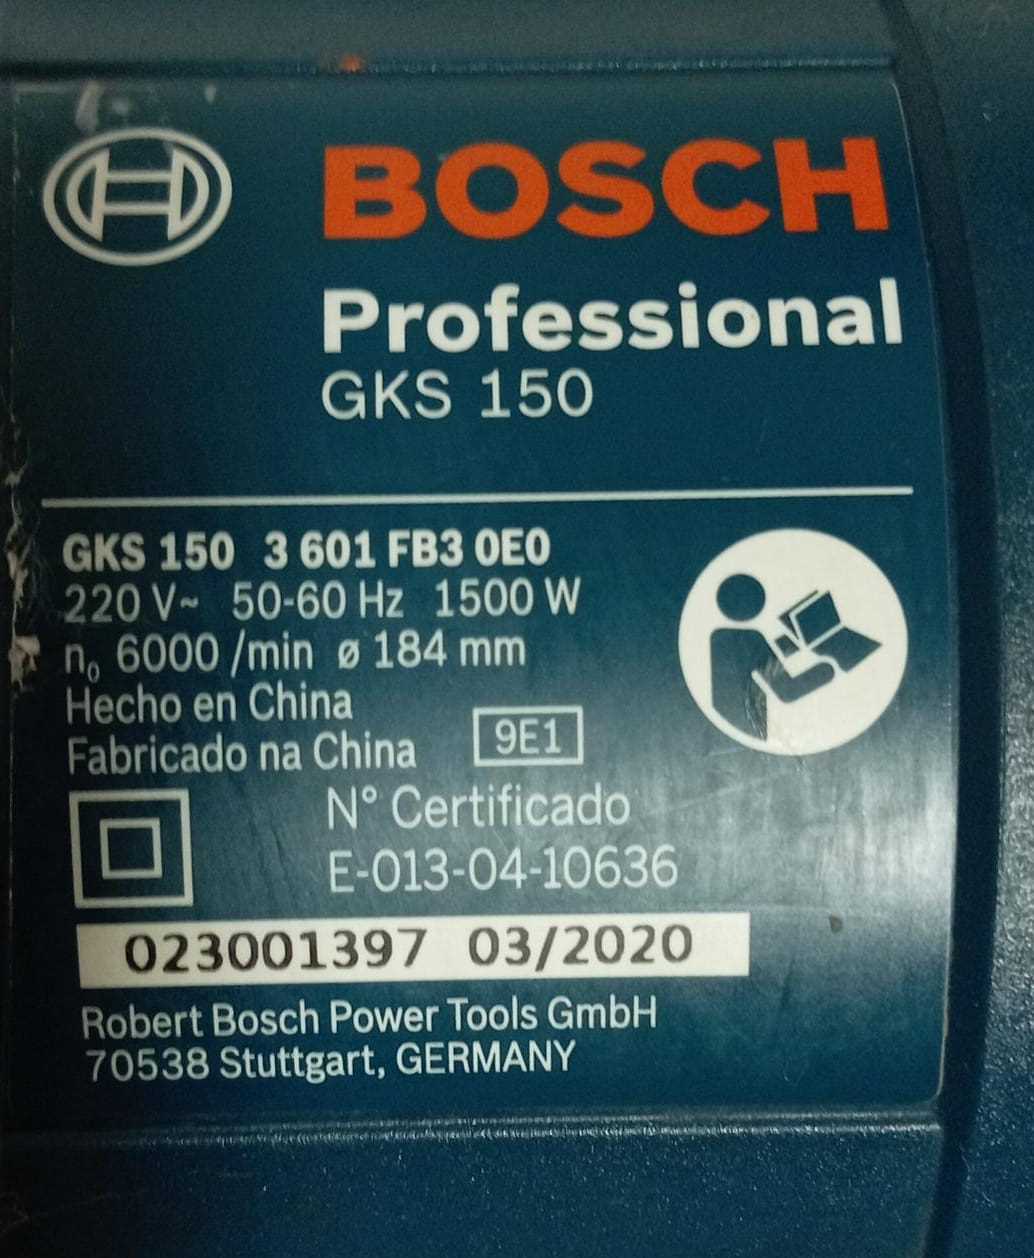 BOSCH
Professional
GKS 150
GKS 150 3 601 FB3 0E0
220 V~ 50-60 Hz 1500 W
n₀ 6000 /min ø 184 mm
Hecho en China
Fabricado na China
9E1
N° Certificado
E-013-04-10636
023001397 03/2020
Robert Bosch Power Tools GmbH
70538 Stuttgart, GERMANY